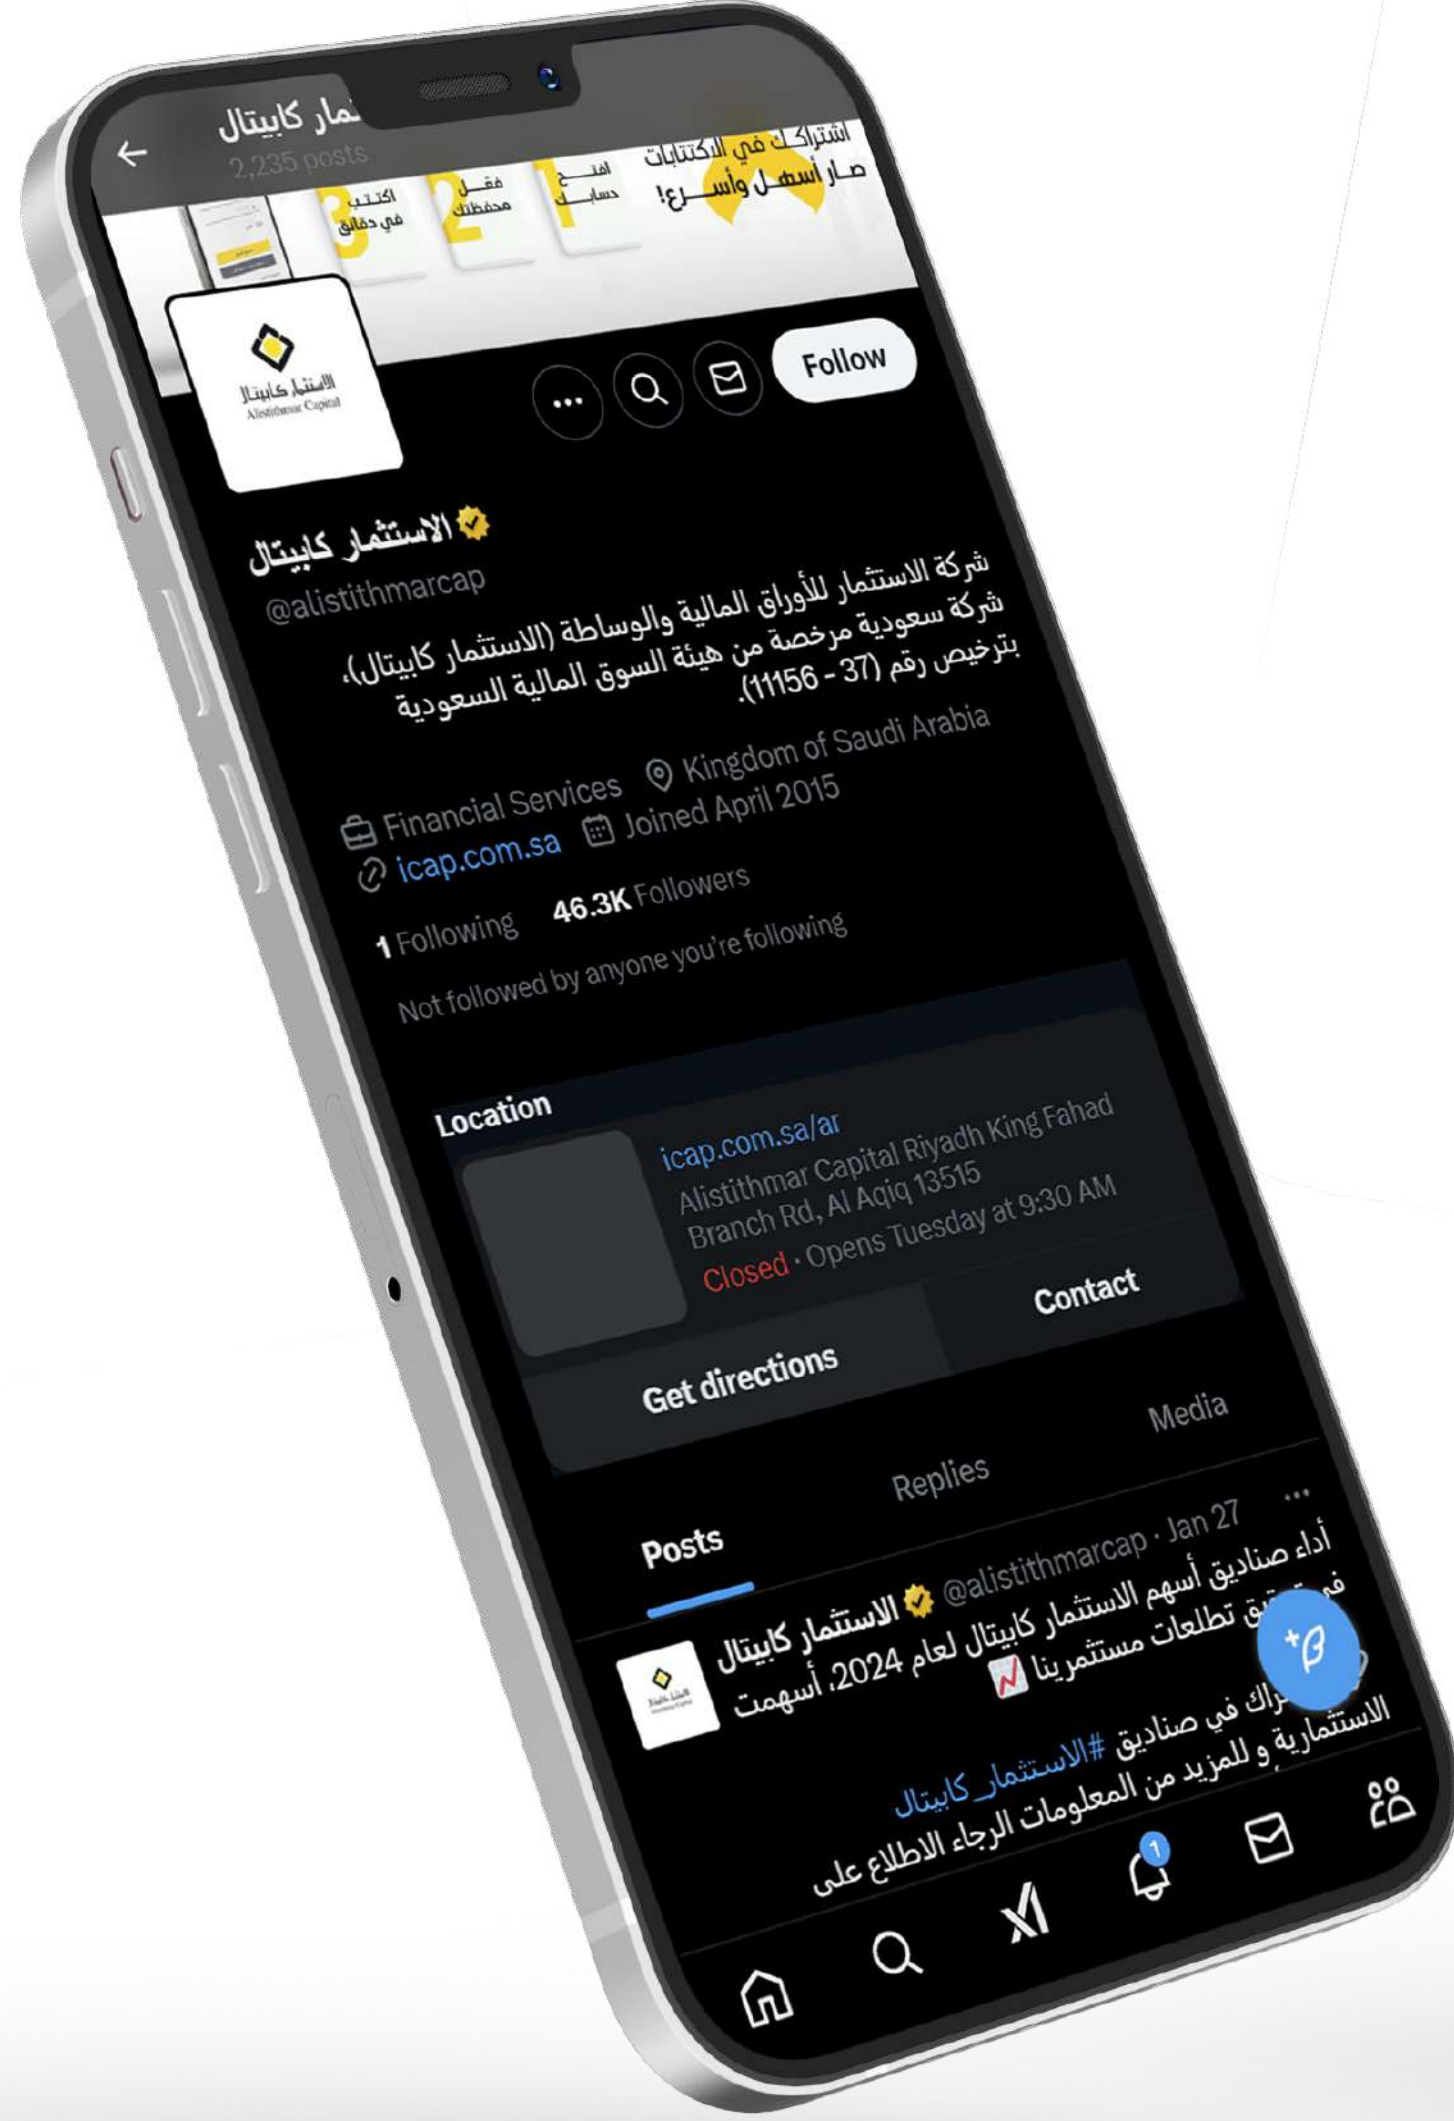 مار كابيتال
2,235 posts
اشتراكك في الاكتتابات
صار أسهل وأسرع!
1
افتح
حسابك
2
فعّل
محفظتك
3
اكتتب
في دقائق
الاستثمار كابيتال
Alistithmar Capital
Follow
الاستثمار كابيتال
@alistithmarcap
شركة الاستثمار للأوراق المالية والوساطة (الاستثمار كابيتال)،
شركة سعودية مرخصة من هيئة السوق المالية السعودية
بترخيص رقم (37 - 11156).
Financial Services Kingdom of Saudi Arabia
icap.com.sa Joined April 2015
1 Following 46.3K Followers
Not followed by anyone you're following
Location
icap.com.sa/ar
Alistithmar Capital Riyadh King Fahad
Branch Rd, Al Aqiq 13515
Closed · Opens Tuesday at 9:30 AM
Get directions Contact
Posts Replies Media
الاستثمار كابيتال @alistithmarcap · Jan 27
أداء صناديق أسهم الاستثمار كابيتال لعام 2024، أسهمت
في تطلعات مستثمرينا 📈
في صناديق #الاستثمار_كابيتال
الاستثمارية و للمزيد من المعلومات الرجاء الاطلاع على
1